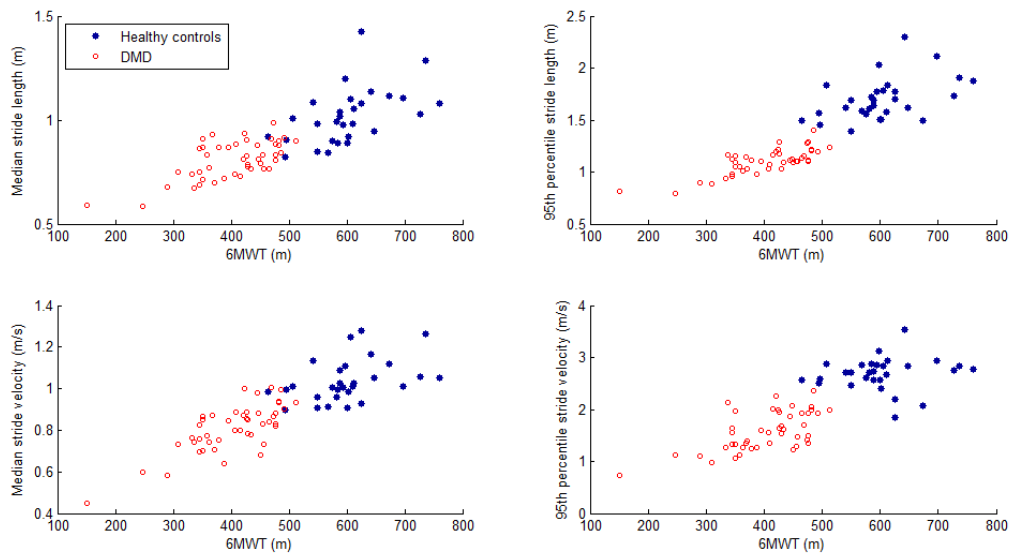 1.5
1
0.5
Median stride length (m)
Healthy controls
DMD
100 200 300 400 500 600 700 800
6MWT (m)
2.5
2
1.5
1
0.5
95th percentile stride length (m)
100 200 300 400 500 600 700 800
6MWT (m)
1.4
1.2
1
0.8
0.6
0.4
Median stride velocity (m/s)
100 200 300 400 500 600 700 800
6MWT (m)
4
3
2
1
0
95th percentile stride velocity (m/s)
100 200 300 400 500 600 700 800
6MWT (m)